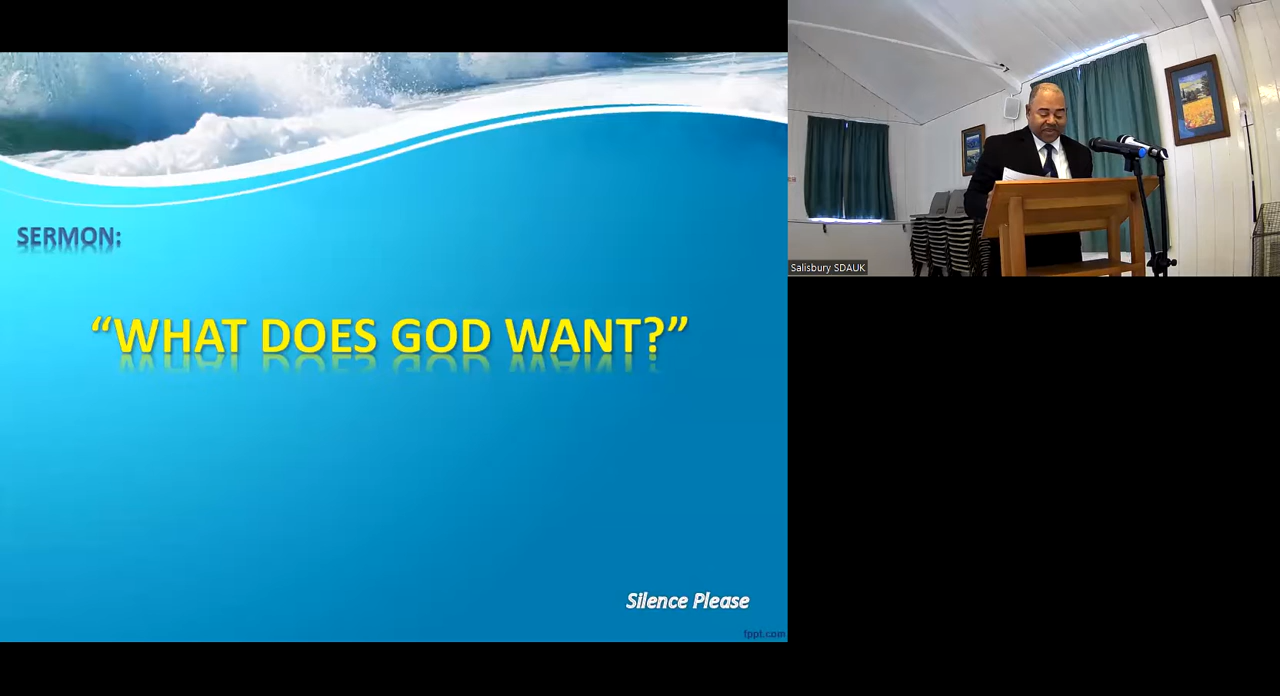 SERMON:
“WHAT DOES GOD WANT?”
Silence Please
fppt.com
Salisbury SDAUK